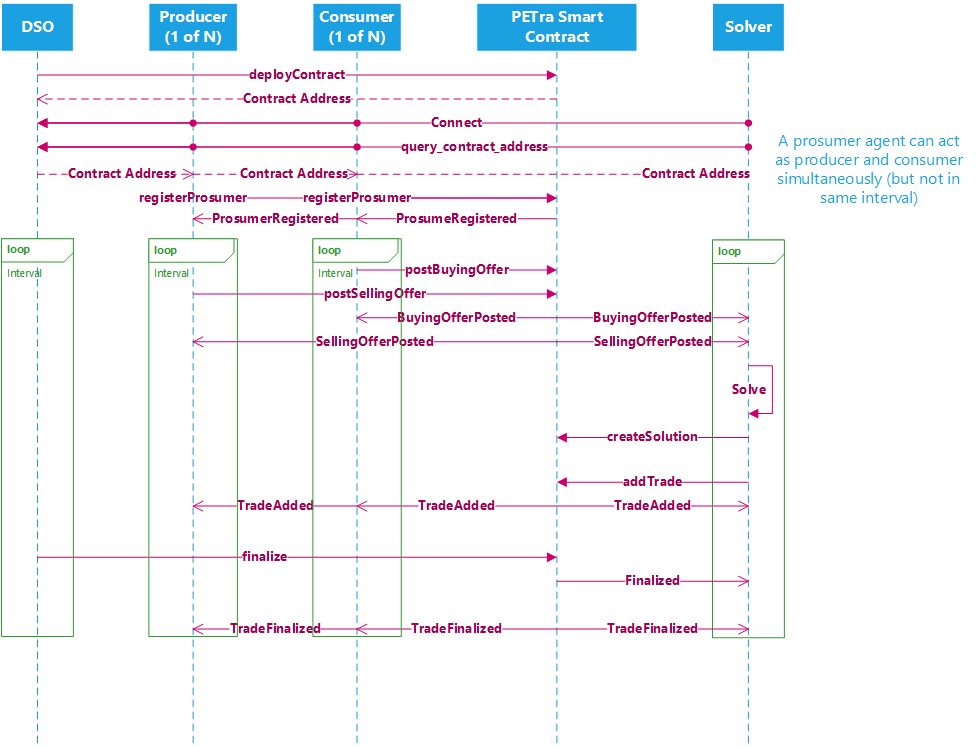 DSO
Producer
(1 of N)
Consumer
(1 of N)
PETra Smart
Contract
Solver
deployContract
Contract Address
Connect
query_contract_address
A prosumer agent can act
as producer and consumer
simultaneously (but not in
same interval)
Contract Address
Contract Address
Contract Address
registerProsumer
registerProsumer
ProsumerRegistered
ProsumeRegistered
loop
loop
loop
loop
Interval
Interval
Interval
postBuyingOffer
postSellingOffer
BuyingOfferPosted
BuyingOfferPosted
SellingOfferPosted
SellingOfferPosted
Solve
createSolution
addTrade
TradeAdded
TradeAdded
TradeAdded
finalize
Finalized
TradeFinalized
TradeFinalized
TradeFinalized